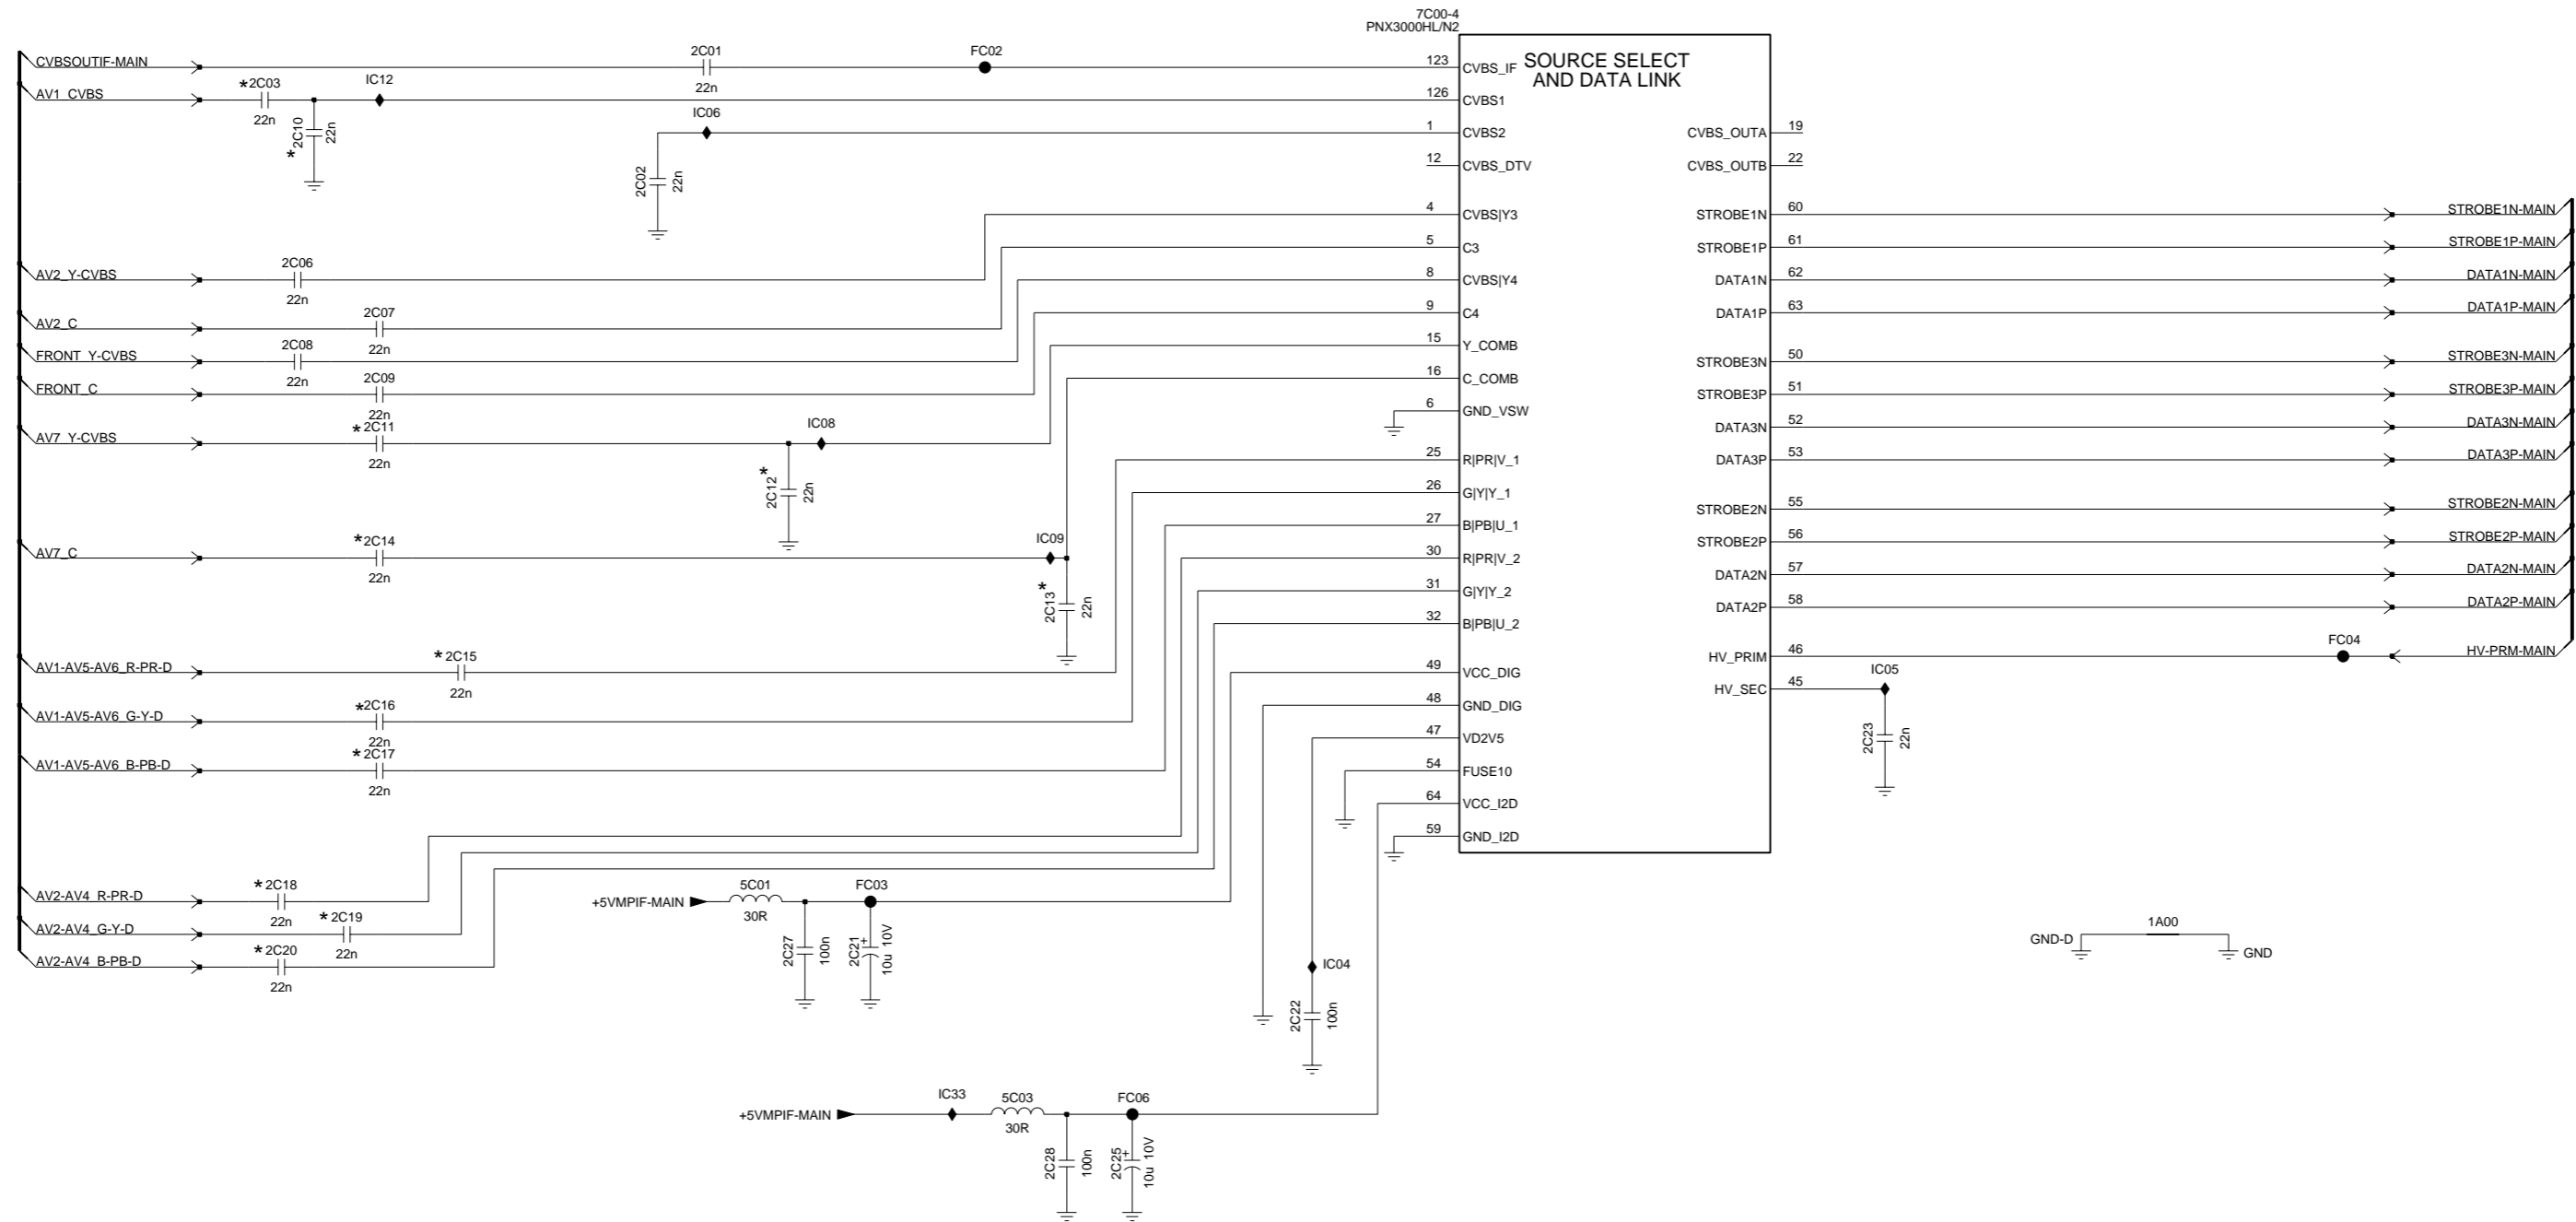 7C00-4
PNX3000HL/N2
SOURCE SELECT
AND DATA LINK
CVBSOUTIF-MAIN
2C01
22n
FC02
123 CVBS_IF
AV1_CVBS
*2C03
22n
IC12
*2C10
22n
126 CVBS1
IC06
2C02
22n
1 CVBS2
12 CVBS_DTV
AV2_Y-CVBS
2C06
22n
4 CVBS|Y3
AV2_C
2C07
22n
5 C3
FRONT_Y-CVBS
2C08
22n
8 CVBS|Y4
FRONT_C
2C09
22n
9 C4
AV7_Y-CVBS
*2C11
22n
IC08
*2C12
22n
15 Y_COMB
AV7_C
*2C14
22n
IC09
*2C13
22n
16 C_COMB
6 GND_VSW
AV1-AV5-AV6_R-PR-D
*2C15
22n
25 R|PR|V_1
AV1-AV5-AV6_G-Y-D
*2C16
22n
26 G|Y|Y_1
AV1-AV5-AV6_B-PB-D
*2C17
22n
27 B|PB|U_1
AV2-AV4_R-PR-D
*2C18
22n
30 R|PR|V_2
AV2-AV4_G-Y-D
*2C19
22n
31 G|Y|Y_2
AV2-AV4_B-PB-D
*2C20
22n
32 B|PB|U_2
+5VMPIF-MAIN
5C01
30R
FC03
2C27
100n
2C21
+
10u 10V
49 VCC_DIG
48 GND_DIG
47 VD2V5
IC04
2C22
100n
54 FUSE10
64 VCC_I2D
59 GND_I2D
+5VMPIF-MAIN
IC33
5C03
30R
FC06
2C28
100n
2C25
+
10u 10V
CVBS_OUTA 19
CVBS_OUTB 22
STROBE1N 60 STROBE1N-MAIN
STROBE1P 61 STROBE1P-MAIN
DATA1N 62 DATA1N-MAIN
DATA1P 63 DATA1P-MAIN
STROBE3N 50 STROBE3N-MAIN
STROBE3P 51 STROBE3P-MAIN
DATA3N 52 DATA3N-MAIN
DATA3P 53 DATA3P-MAIN
STROBE2N 55 STROBE2N-MAIN
STROBE2P 56 STROBE2P-MAIN
DATA2N 57 DATA2N-MAIN
DATA2P 58 DATA2P-MAIN
HV_PRIM 46 FC04 HV-PRM-MAIN
HV_SEC 45 IC05
2C23
22n
GND-D 1A00 GND